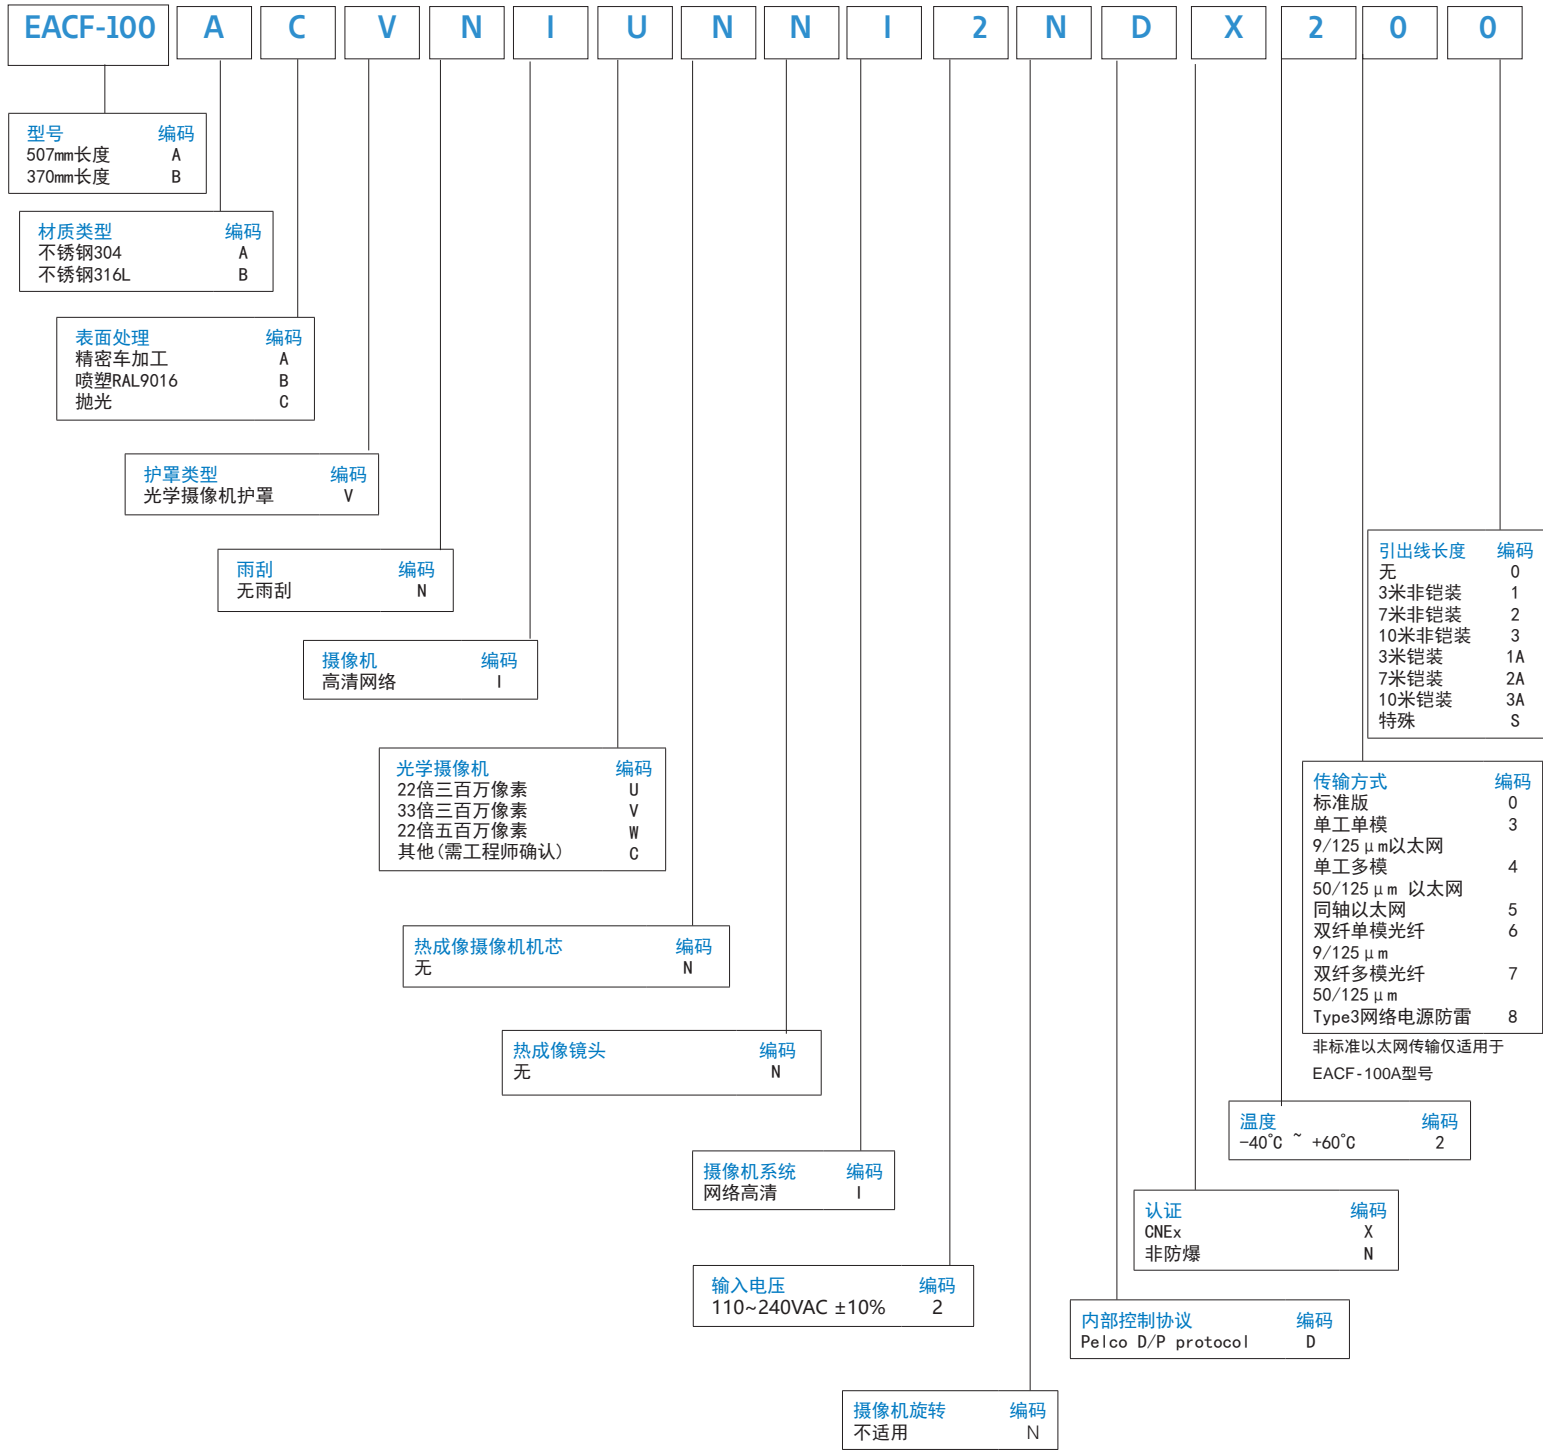 EACF-100 A C V N I U N N I 2 N D X 2 0 0
型号 编码
507mm长度 A
370mm长度 B
材质类型 编码
不锈钢304 A
不锈钢316L B
表面处理 编码
精密车加工 A
喷塑RAL9016 B
抛光 C
护罩类型 编码
光学摄像机护罩 V
雨刮 编码
无雨刮 N
摄像机 编码
高清网络 I
光学摄像机 编码
22倍三百万像素 U
33倍三百万像素 V
22倍五百万像素 W
其他(需工程师确认) C
热成像摄像机机芯 编码
无 N
热成像镜头 编码
无 N
摄像机系统 编码
网络高清 I
输入电压 编码
110~240VAC ±10% 2
摄像机旋转 编码
不适用 N
内部控制协议 编码
Pelco D/P protocol D
认证 编码
CNEx X
非防爆 N
温度 编码
-40℃ ~ +60℃ 2
传输方式 编码
标准版 0
单工单模 3
9/125μm以太网
单工多模 4
50/125μm 以太网
同轴以太网 5
双纤单模光纤 6
9/125μm
双纤多模光纤 7
50/125μm
Type3网络电源防雷 8
非标准以太网传输仅适用于
EACF-100A型号
引出线长度 编码
无 0
3米非铠装 1
7米非铠装 2
10米非铠装 3
3米铠装 1A
7米铠装 2A
10米铠装 3A
特殊 S